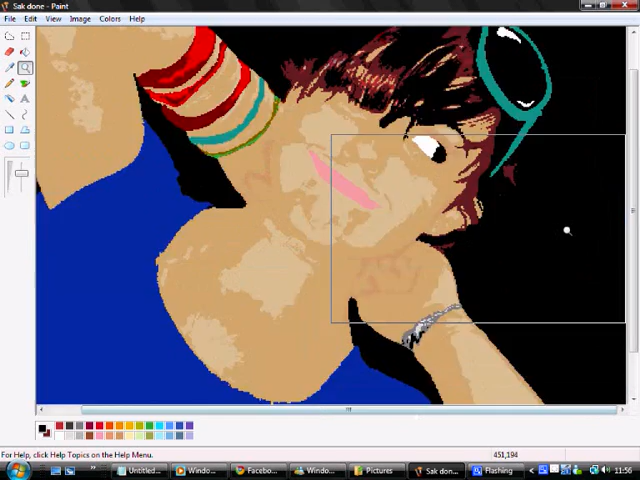 Sak done - Paint
File Edit View Image Colors Help
For Help, click Help Topics on the Help Menu.
451,194
Untitled...
Windo...
Facebo...
Windo...
Pictures
Sak don...
Flashing
11:56